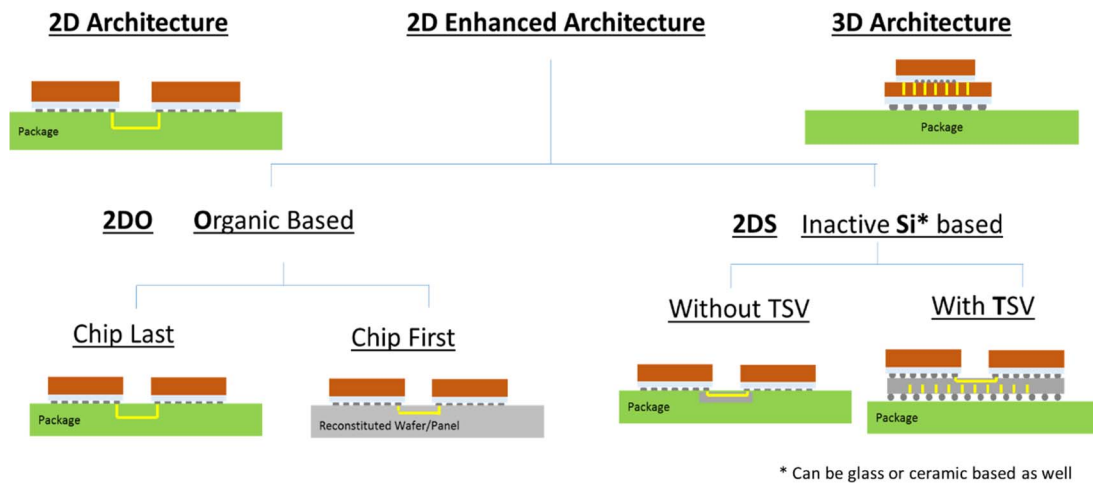 2D Architecture
2D Enhanced Architecture
3D Architecture
Package
Package
2DO Organic Based
2DS Inactive Si* based
Chip Last
Chip First
Without TSV
With TSV
Package
Reconstituted Wafer/Panel
Package
Package
* Can be glass or ceramic based as well